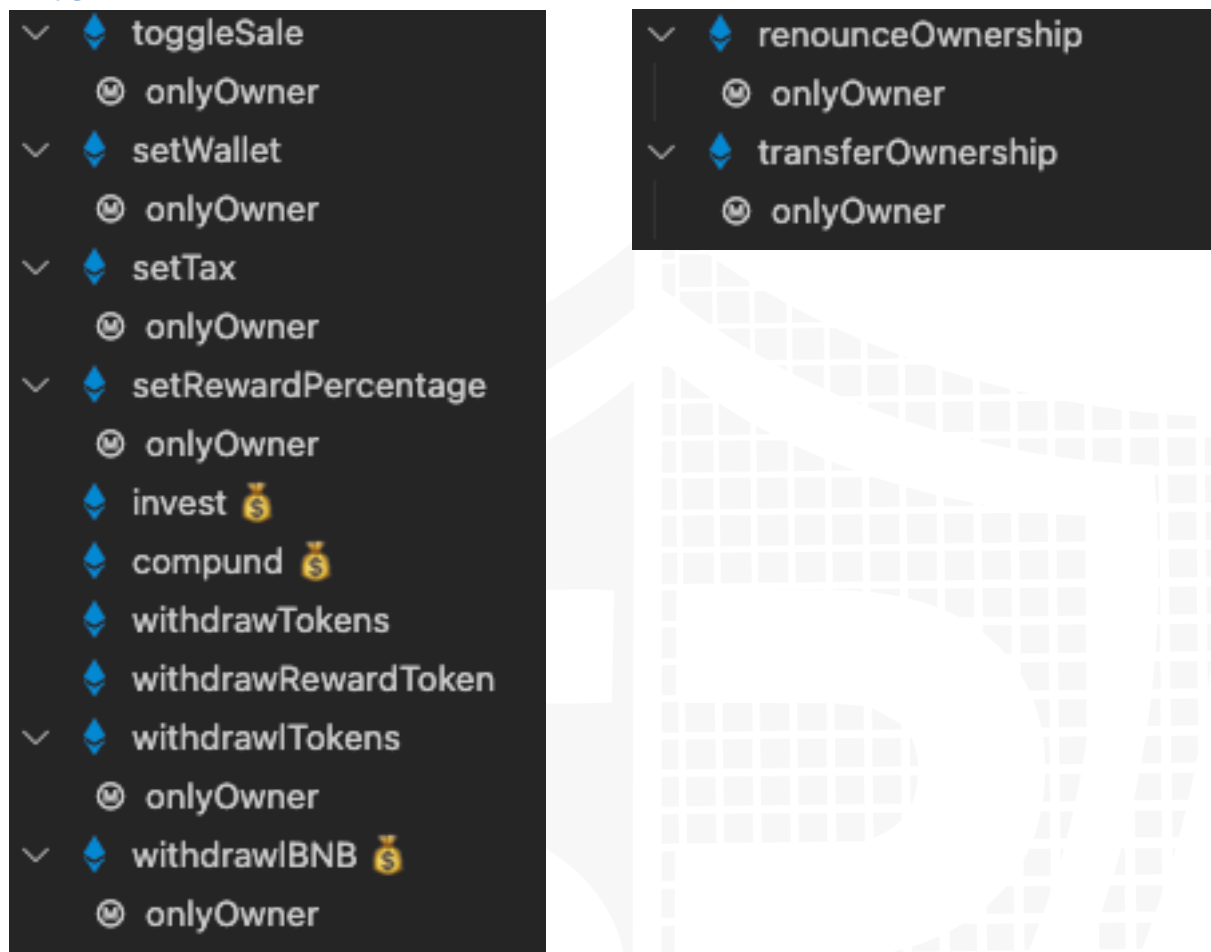 toggleSale
onlyOwner
setWallet
onlyOwner
setTax
onlyOwner
setRewardPercentage
onlyOwner
invest
compund
withdrawTokens
withdrawRewardToken
withdrawlTokens
onlyOwner
withdrawlBNB
onlyOwner
renounceOwnership
onlyOwner
transferOwnership
onlyOwner